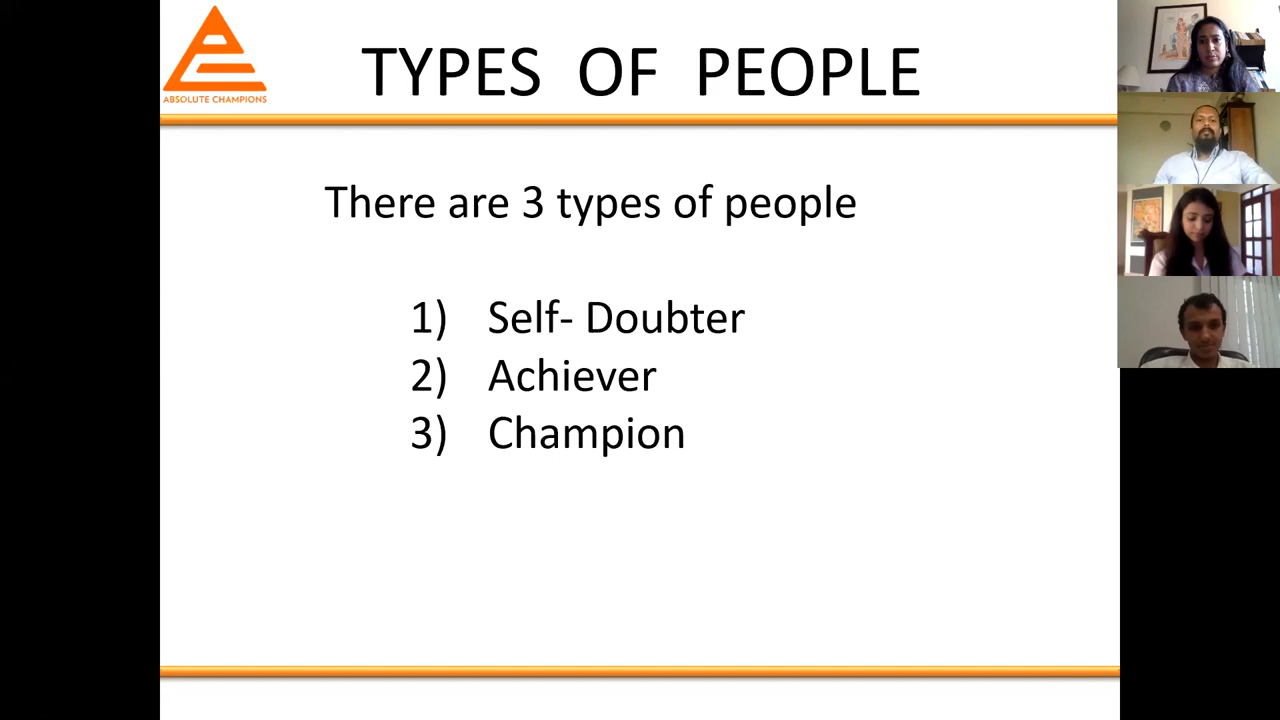 ABSOLUTE CHAMPIONS
TYPES OF PEOPLE
There are 3 types of people
1) Self- Doubter
2) Achiever
3) Champion